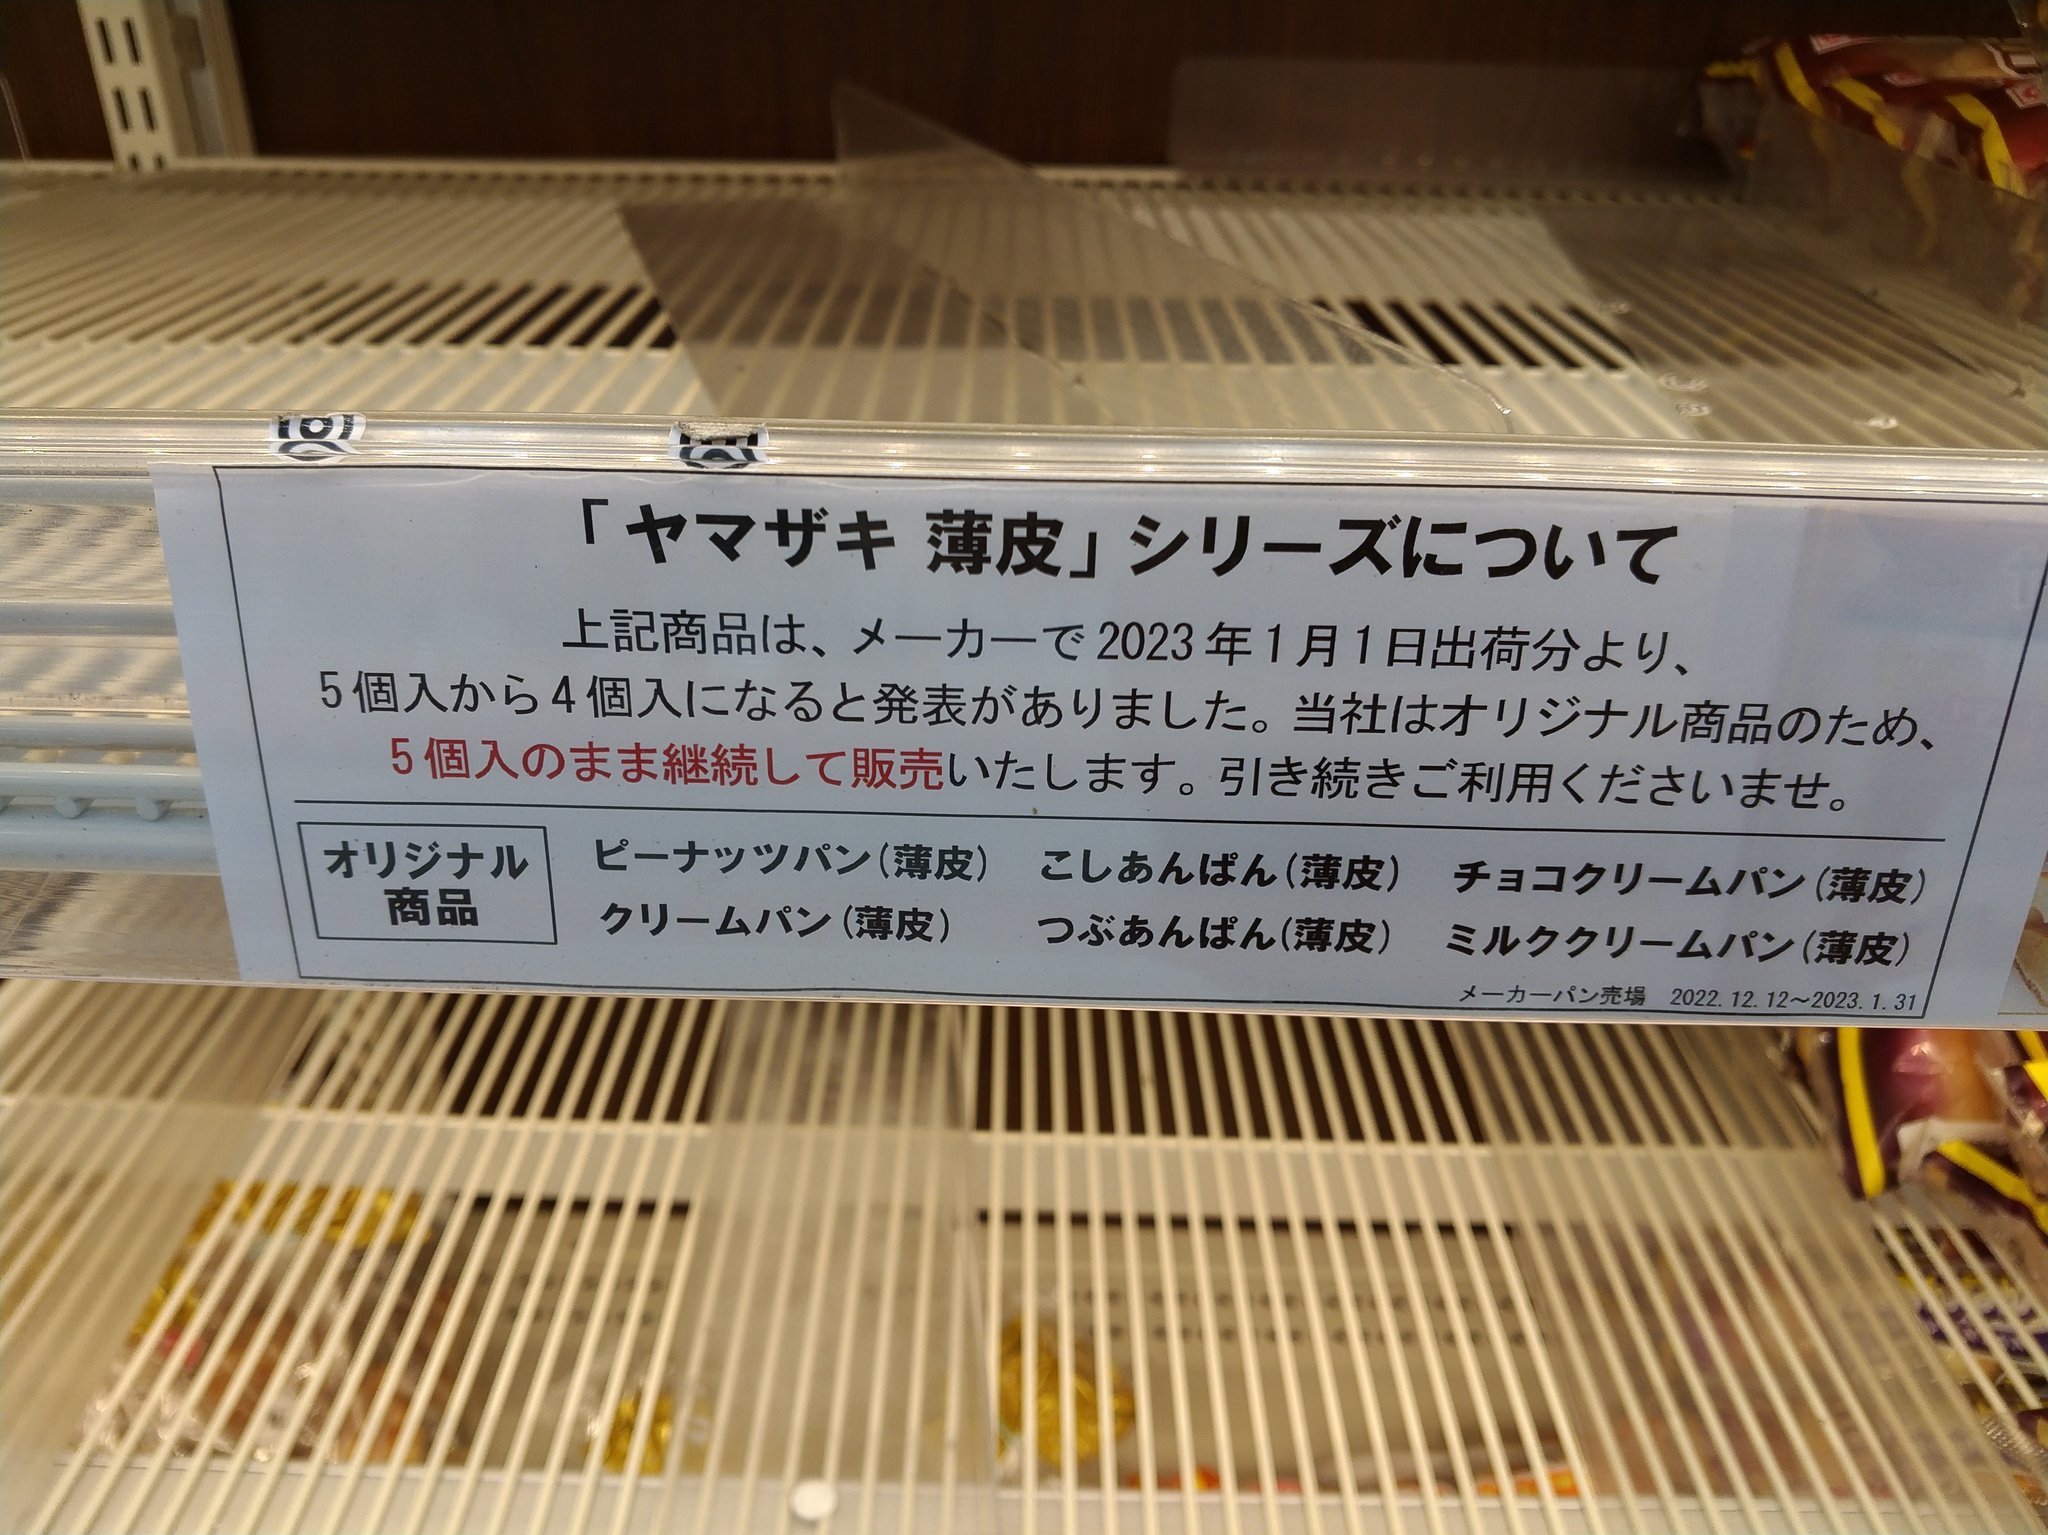 「ヤマザキ 薄皮」シリーズについて
上記商品は、メーカーで2023年1月1日出荷分より、
5個入から4個入になると発表がありました。当社はオリジナル商品のため、
5個入のまま継続して販売いたします。引き続きご利用くださいませ。
オリジナル
商品
ピーナッツパン(薄皮) こしあんぱん(薄皮) チョコクリームパン(薄皮)
クリームパン(薄皮) つぶあんぱん(薄皮) ミルククリームパン(薄皮)
メーカーパン売場 2022.12.12～2023.1.31